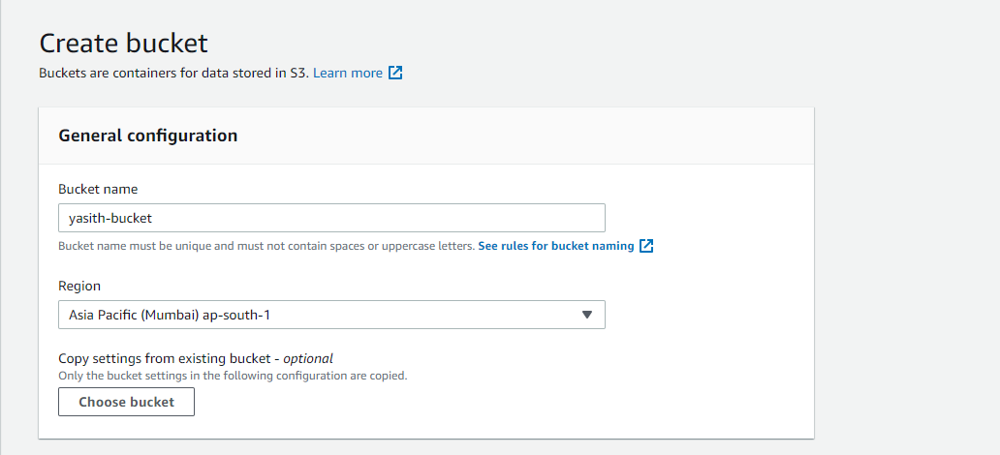 Create bucket
Buckets are containers for data stored in S3. Learn more
General configuration
Bucket name
yasith-bucket
Bucket name must be unique and must not contain spaces or uppercase letters. See rules for bucket naming
Region
Asia Pacific (Mumbai) ap-south-1
Copy settings from existing bucket - optional
Only the bucket settings in the following configuration are copied.
Choose bucket